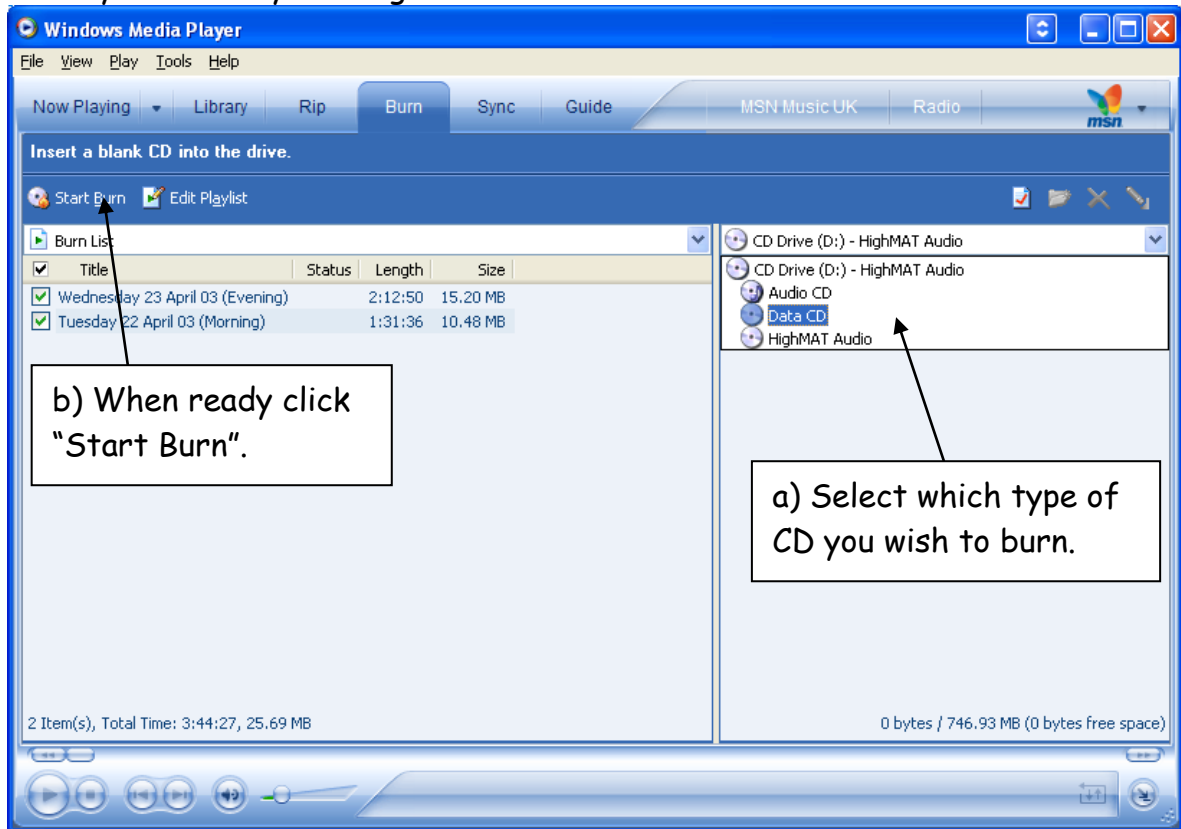 Windows Media Player
File View Play Tools Help
Now Playing Library Rip Burn Sync Guide MSN Music UK Radio msn
Insert a blank CD into the drive.
Start Burn Edit Playlist
Burn List
CD Drive (D:) - HighMAT Audio
Title Status Length Size
Wednesday 23 April 03 (Evening) 2:12:50 15.20 MB
Tuesday 22 April 03 (Morning) 1:31:36 10.48 MB
CD Drive (D:) - HighMAT Audio
Audio CD
Data CD
HighMAT Audio
b) When ready click
“Start Burn”.
a) Select which type of
CD you wish to burn.
2 Item(s), Total Time: 3:44:27, 25.69 MB
0 bytes / 746.93 MB (0 bytes free space)